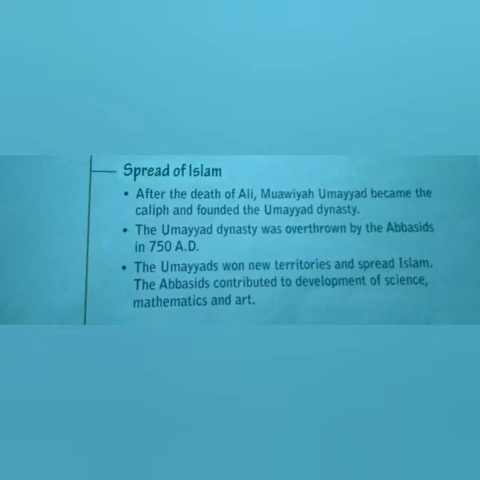 Spread of Islam
• After the death of Ali, Muawiyah Umayyad became the
caliph and founded the Umayyad dynasty.
• The Umayyad dynasty was overthrown by the Abbasids
in 750 A.D.
• The Umayyads won new territories and spread Islam.
The Abbasids contributed to development of science,
mathematics and art.